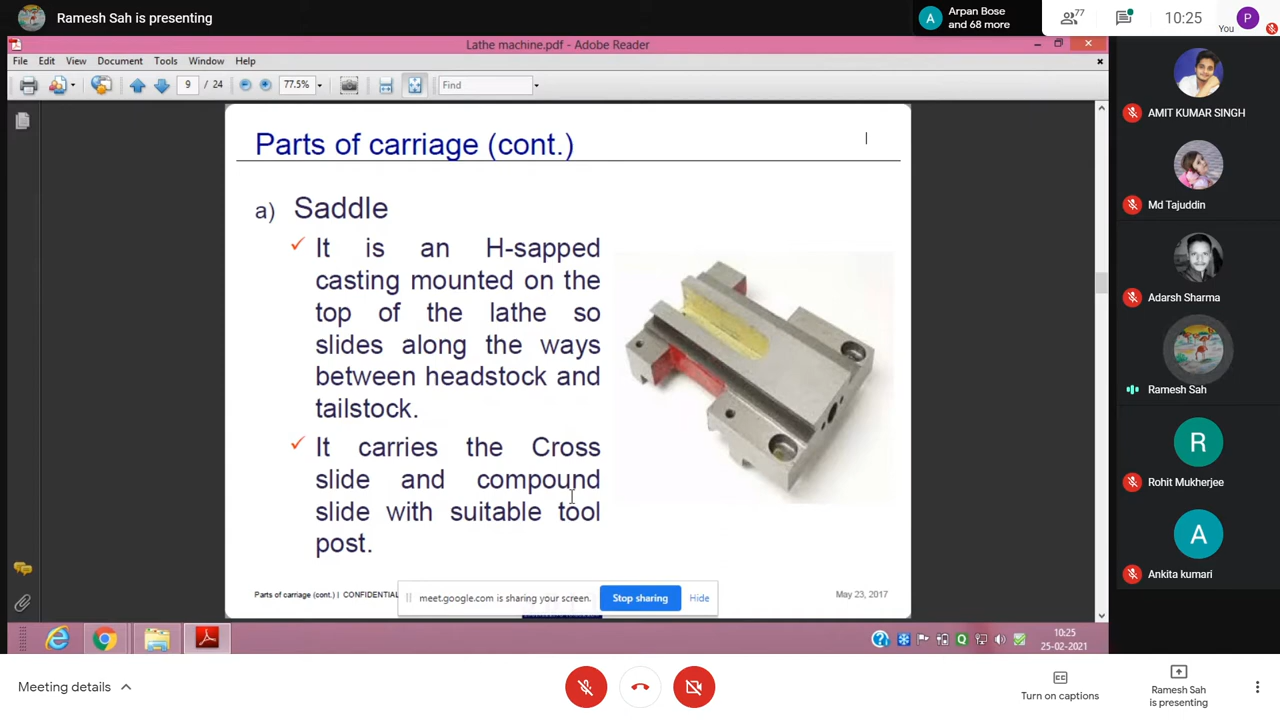 Ramesh Sah is presenting
A
Arpan Bose
and 68 more
77
10:25
You
P
Lathe machine.pdf - Adobe Reader
File Edit View Document Tools Window Help
9 / 24 77.5% Find
Parts of carriage (cont.)
a) Saddle
It is an H-sapped
casting mounted on the
top of the lathe so
slides along the ways
between headstock and
tailstock.
It carries the Cross
slide and compound
slide with suitable tool
post.
Parts of carriage (cont.) | CONFIDENTIAL
May 23, 2017
meet.google.com is sharing your screen. Stop sharing Hide
10:25
25-02-2021
AMIT KUMAR SINGH
Md Tajuddin
Adarsh Sharma
Ramesh Sah
R
Rohit Mukherjee
A
Ankita kumari
Meeting details
Turn on captions
Ramesh Sah
is presenting